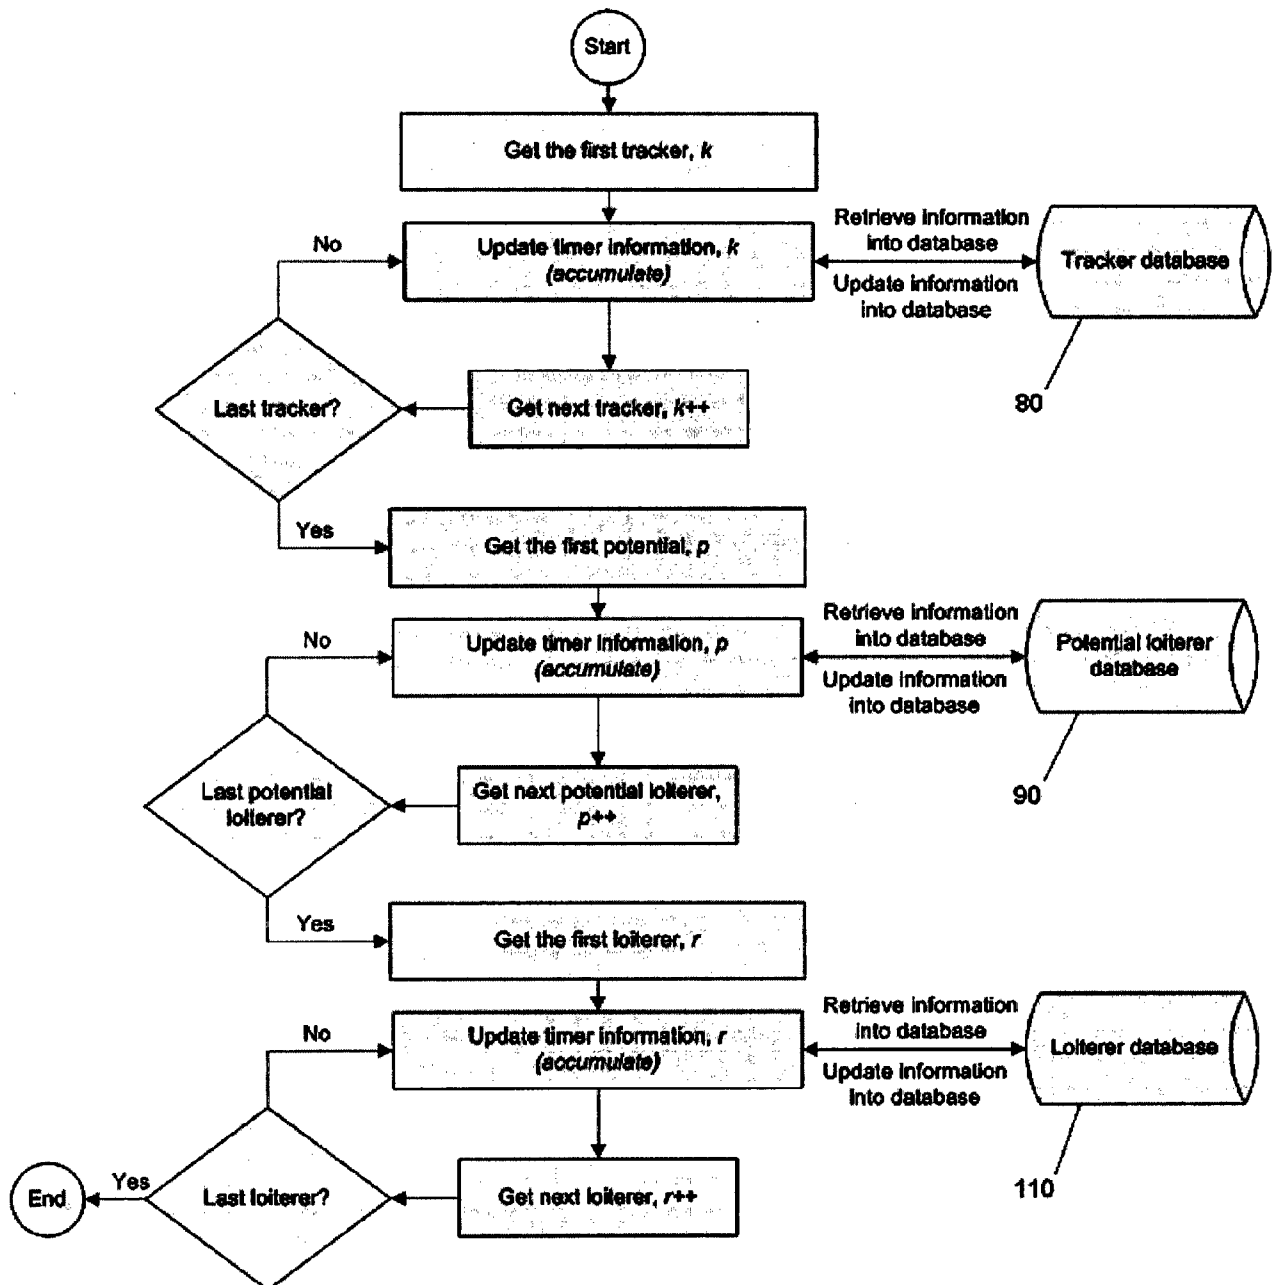 Start
Get the first tracker, k
No
Update timer information, k
(accumulate)
Retrieve information
into database
Update information
into database
Tracker database
80
Last tracker?
Get next tracker, k++
Yes
Get the first potential, p
No
Update timer information, p
(accumulate)
Retrieve information
into database
Update information
into database
Potential loiterer
database
90
Last potential
loiterer?
Get next potential loiterer,
p++
Yes
Get the first loiterer, r
No
Update timer information, r
(accumulate)
Retrieve information
into database
Update information
into database
Loiterer database
110
End
Yes
Last loiterer?
Get next loiterer, r++